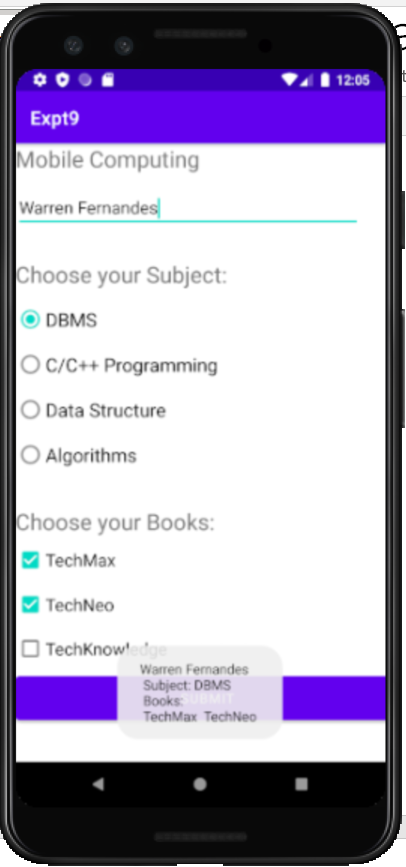 12:05
Expt9
Mobile Computing
Warren Fernandes
Choose your Subject:
DBMS
C/C++ Programming
Data Structure
Algorithms
Choose your Books:
TechMax
TechNeo
TechKnowledge
SUBMIT
Warren Fernandes
Subject: DBMS
Books:
TechMax TechNeo